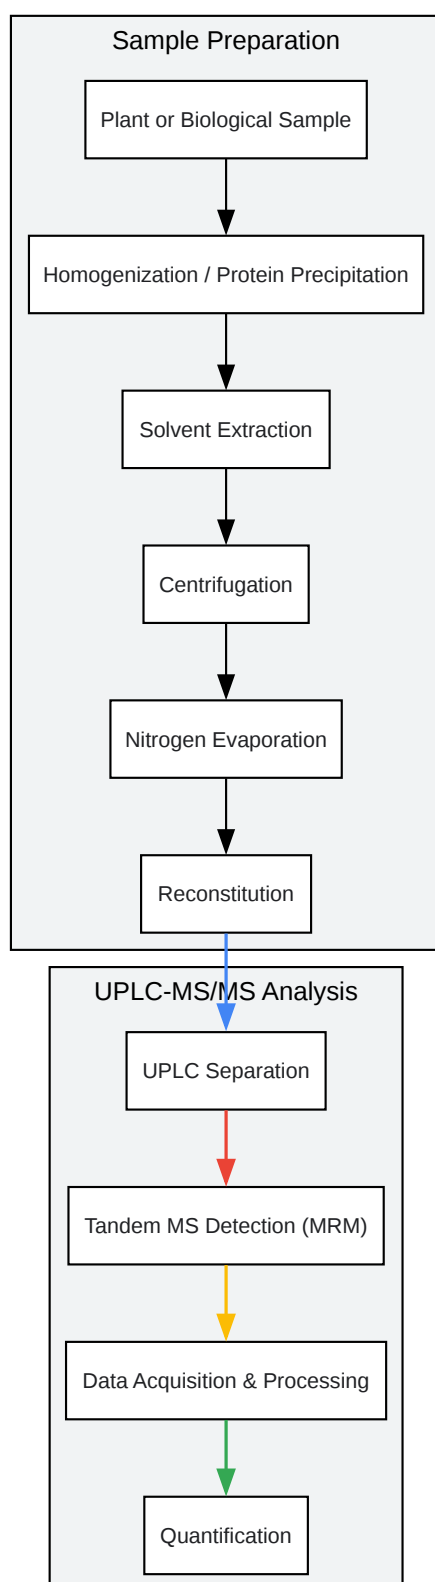 Sample Preparation
Plant or Biological Sample
Homogenization / Protein Precipitation
Solvent Extraction
Centrifugation
Nitrogen Evaporation
Reconstitution
UPLC-MS/MS Analysis
UPLC Separation
Tandem MS Detection (MRM)
Data Acquisition & Processing
Quantification